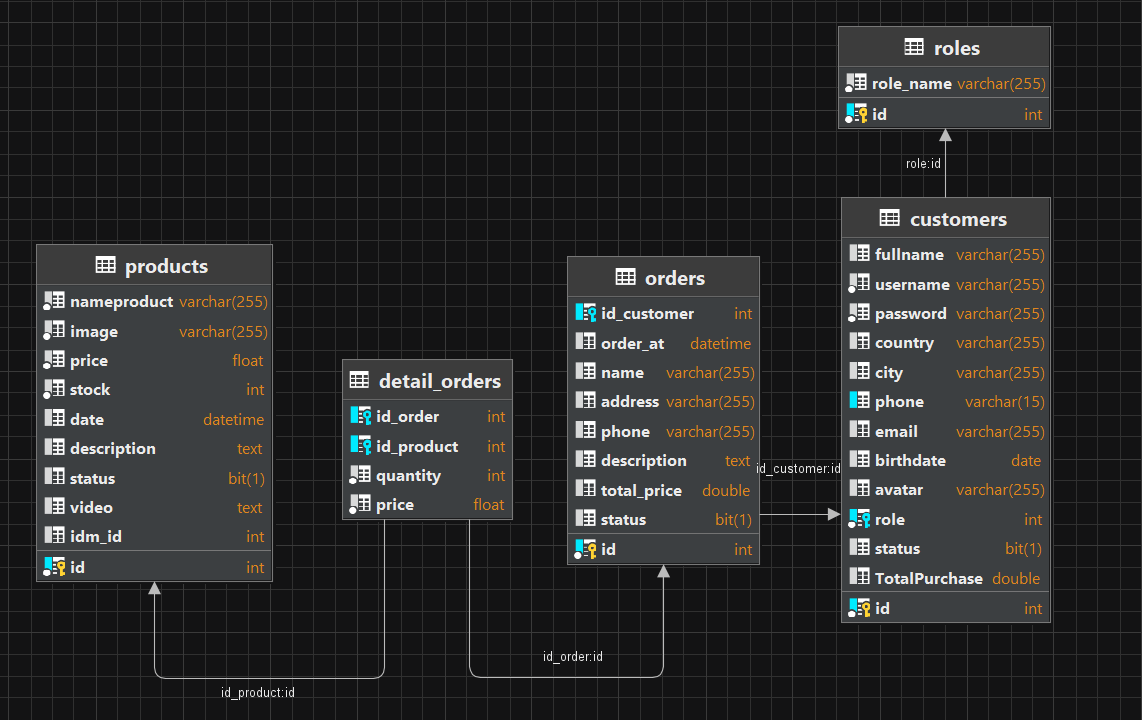 roles
role_name varchar(255)
id int
role:id
customers
fullname varchar(255)
username varchar(255)
password varchar(255)
country varchar(255)
city varchar(255)
phone varchar(15)
email varchar(255)
birthdate date
avatar varchar(255)
role int
status bit(1)
TotalPurchase double
id int
products
nameproduct varchar(255)
image varchar(255)
price float
stock int
date datetime
description text
status bit(1)
video text
idm_id int
id int
detail_orders
id_order int
id_product int
quantity int
price float
orders
id_customer int
order_at datetime
name varchar(255)
address varchar(255)
phone varchar(255)
description text
total_price double
status bit(1)
id int
id_customer:id
id_order:id
id_product:id